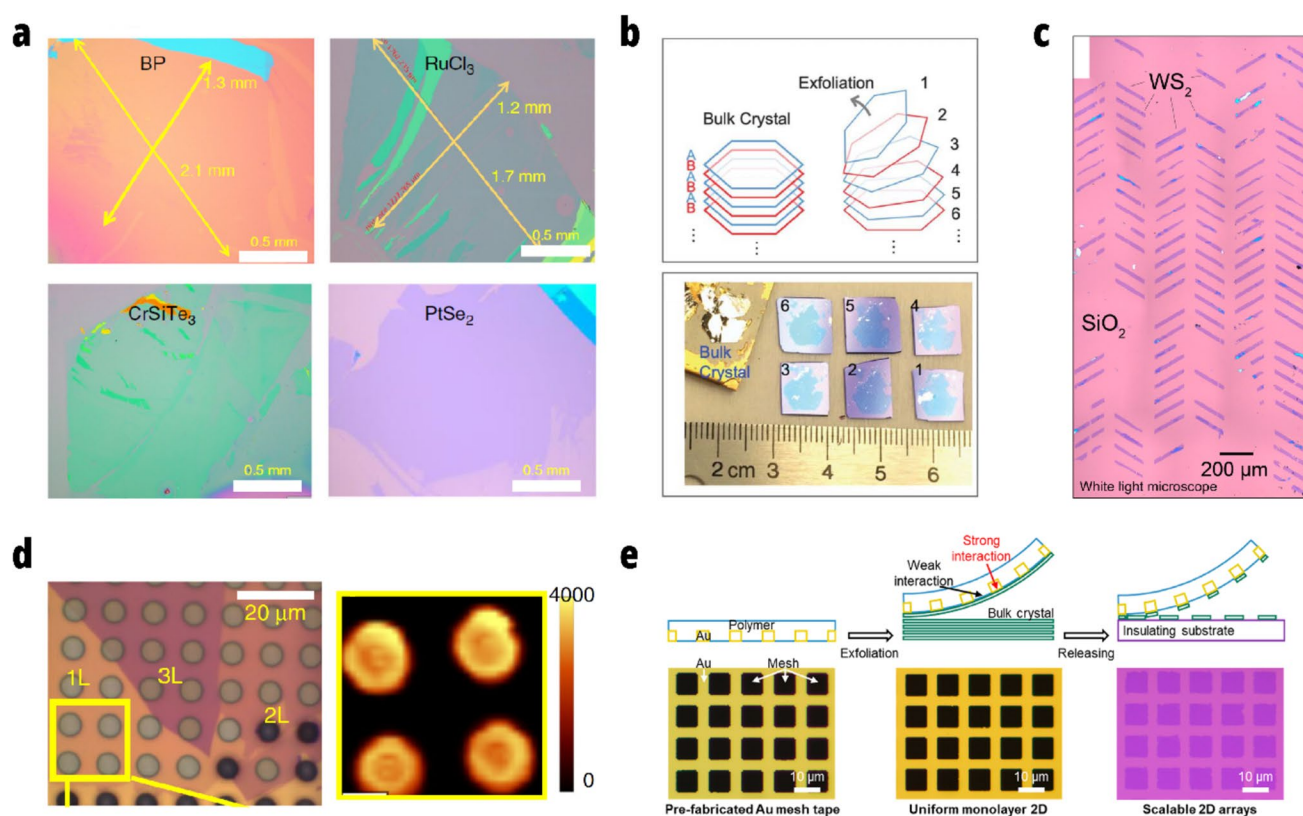 a
BP
1.3 mm
2.1 mm
0.5 mm
RuCl3
1.2 mm
1.7 mm
0.5 mm
CrSiTe3
0.5 mm
PtSe2
0.5 mm
b
Exfoliation
Bulk Crystal
A
B
A
B
A
B
1
2
3
4
5
6
Bulk
Crystal
6 5 4
3 2 1
2 cm 3 4 5 6
c
WS2
SiO2
200 μm
White light microscope
d
20 μm
1L
3L
2L
4000
0
e
Strong
interaction
Weak
interaction
Polymer
Au
Bulk crystal
Insulating substrate
Exfoliation
Releasing
Au
Mesh
10 μm
10 μm
10 μm
Pre-fabricated Au mesh tape
Uniform monolayer 2D
Scalable 2D arrays